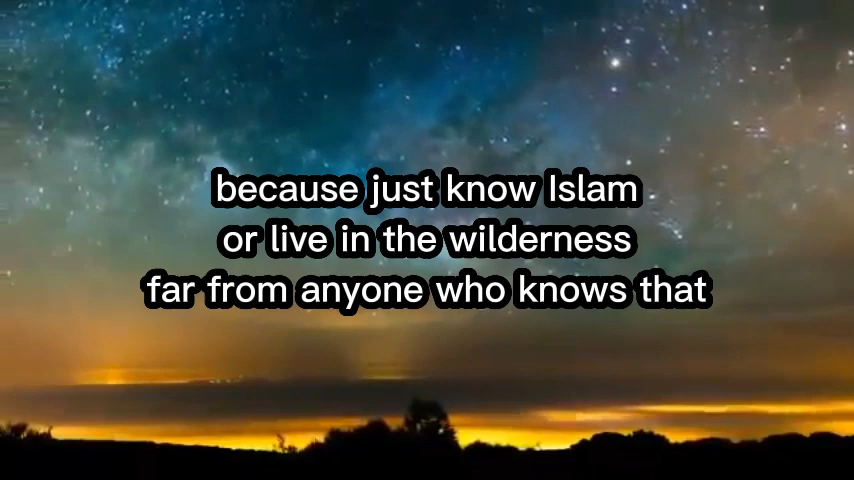 because just know Islam
or live in the wilderness
far from anyone who knows that